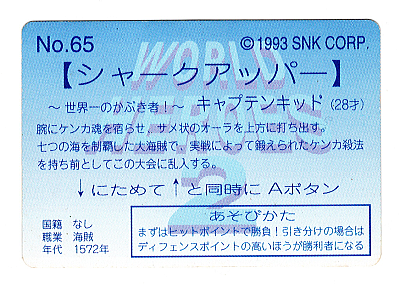 No.65
©1993 SNK CORP.
【シャークアッパー】
～世界一のかぶき者!～ キャプテンキッド(28才)
腕にケンカ魂を宿らせ、サメ状のオーラを上方に打ち出す。
七つの海を制覇した大海賊で、実戦によって鍛えられたケンカ殺法
を持ち前としてこの大会に乱入する。
↓にためて↑と同時に Aボタン
国籍 なし
職業 海賊
年代 1572年
あそびかた
まずはヒットポイントで勝負!引き分けの場合は
ディフェンスポイントの高いほうが勝利者になる
WORLD
HEROES
2